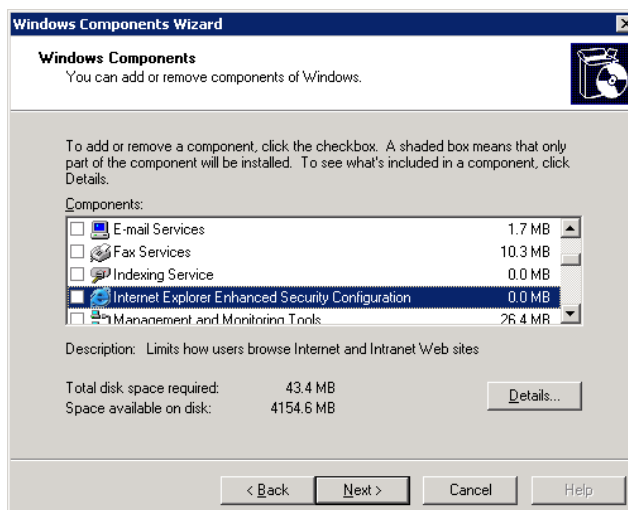 Windows Components Wizard
Windows Components
You can add or remove components of Windows.
To add or remove a component, click the checkbox. A shaded box means that only
part of the component will be installed. To see what's included in a component, click
Details.
Components:
E-mail Services 1.7 MB
Fax Services 10.3 MB
Indexing Service 0.0 MB
Internet Explorer Enhanced Security Configuration 0.0 MB
Management and Monitoring Tools 26.4 MB
Description: Limits how users browse Internet and Intranet Web sites
Total disk space required: 43.4 MB
Space available on disk: 4154.6 MB
Details...
< Back Next > Cancel Help